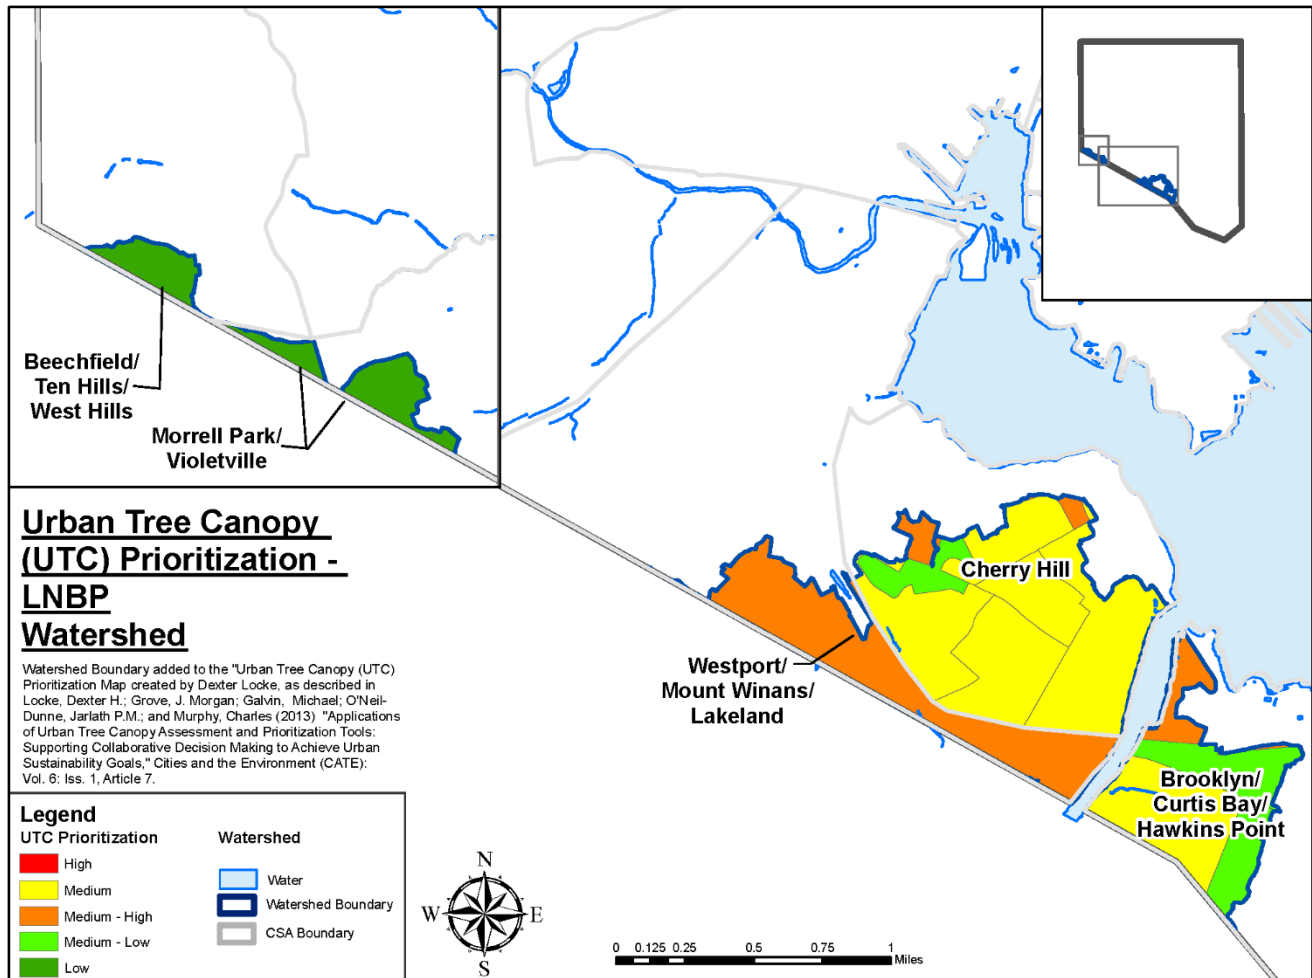 Beechfield/
Ten Hills/
West Hills
Morrell Park/
Violetville
Urban Tree Canopy
(UTC) Prioritization -
LNBP
Watershed
Watershed Boundary added to the "Urban Tree Canopy (UTC)
Prioritization Map created by Dexter Locke, as described in
Locke, Dexter H.; Grove, J. Morgan; Galvin, Michael; O'Neil-
Dunne, Jarlath P.M.; and Murphy, Charles (2013) "Applications
of Urban Tree Canopy Assessment and Prioritization Tools:
Supporting Collaborative Decision Making to Achieve Urban
Sustainability Goals," Cities and the Environment (CATE):
Vol. 6: Iss. 1, Article 7.
Cherry Hill
Westport/
Mount Winans/
Lakeland
Brooklyn/
Curtis Bay/
Hawkins Point
Legend
UTC Prioritization
High
Medium
Medium - High
Medium - Low
Low
Watershed
Water
Watershed Boundary
CSA Boundary
N
W E
S
0 0.125 0.25 0.5 0.75 1
Miles